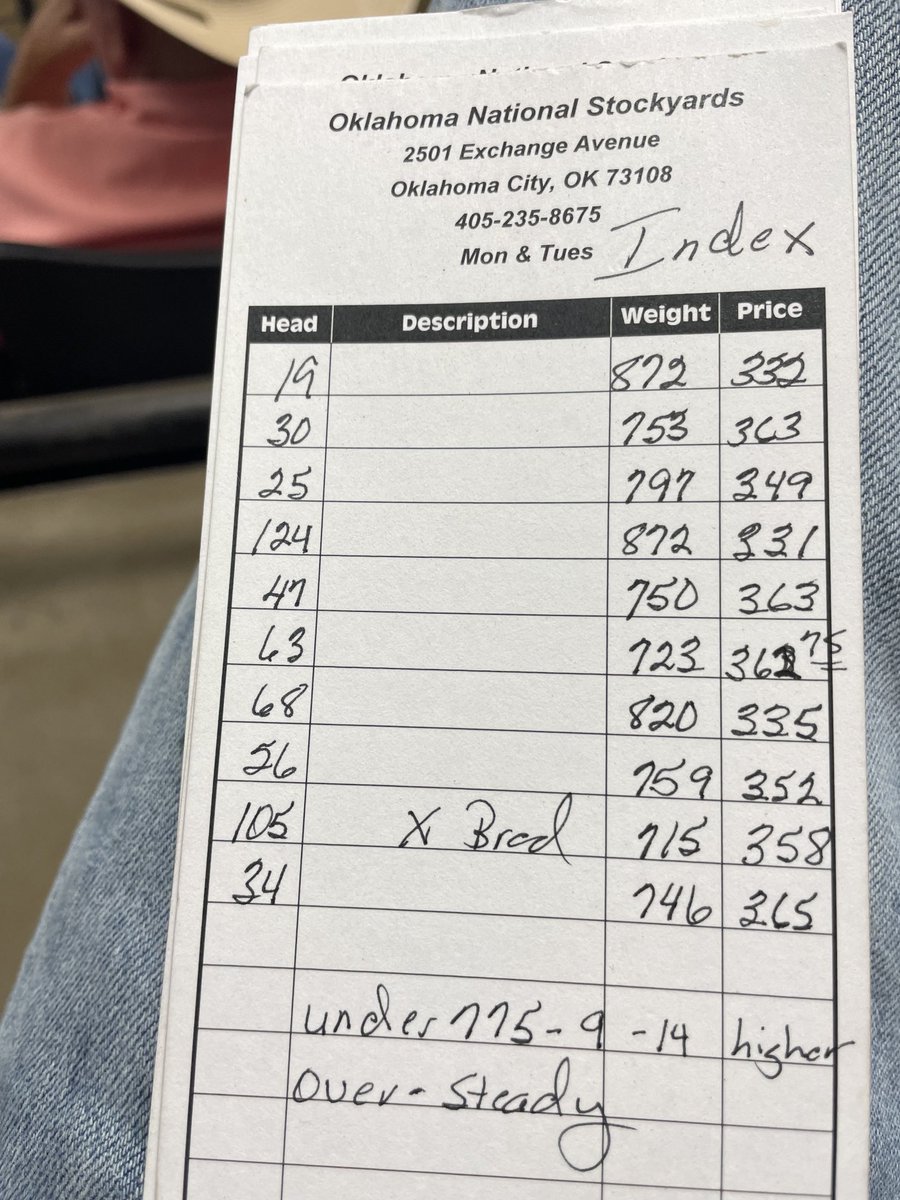 Oklahoma National Stockyards
2501 Exchange Avenue
Oklahoma City, OK 73108
405-235-8675
Mon & Tues Index
Head Description Weight Price
19 872 332
30 753 363
25 797 349
124 872 331
47 750 363
63 723 362 75
68 820 335
56 759 352
105 X Bred 715 358
34 746 365
under 775 - 9 - 14 higher
over - steady